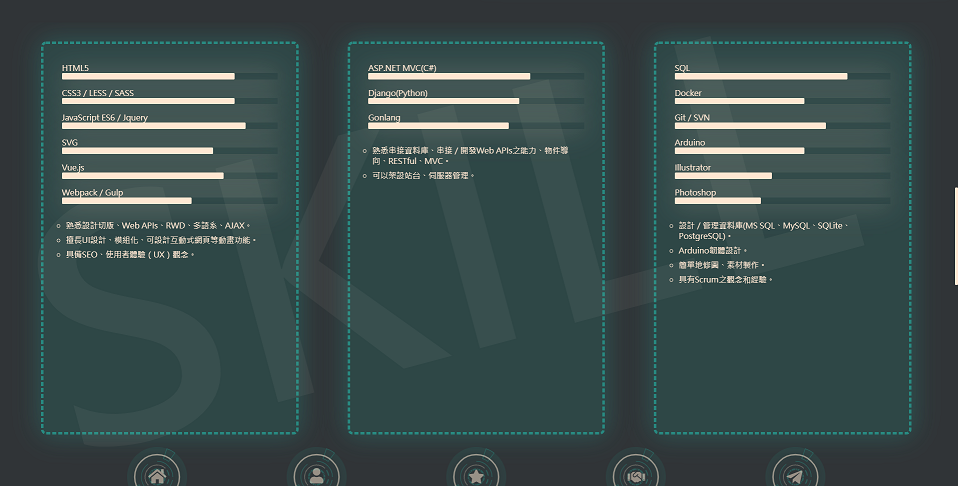 SKILL
HTML5
CSS3 / LESS / SASS
JavaScript ES6 / Jquery
SVG
Vue.js
Webpack / Gulp
熟悉設計切版、Web APIs、RWD、多語系、AJAX。
擅長UI設計、模組化、可設計互動式網頁等動畫功能。
具備SEO、使用者體驗 ( UX ) 觀念。
ASP.NET MVC(C#)
Django(Python)
Gonlang
熟悉串接資料庫、串接 / 開發Web APIs之能力、物件導
向、RESTful、MVC。
可以架設站台、伺服器管理。
SQL
Docker
Git / SVN
Arduino
Illustrator
Photoshop
設計 / 管理資料庫(MS SQL、MySQL、SQLite、
PostgreSQL)。
Arduino韌體設計。
簡單地修圖、素材製作。
具有Scrum之觀念和經驗。